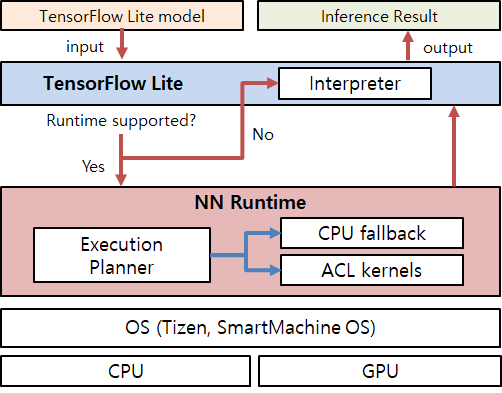 TensorFlow Lite model
Inference Result
input
output
TensorFlow Lite
Interpreter
Runtime supported?
No
Yes
NN Runtime
Execution
Planner
CPU fallback
ACL kernels
OS (Tizen, SmartMachine OS)
CPU
GPU